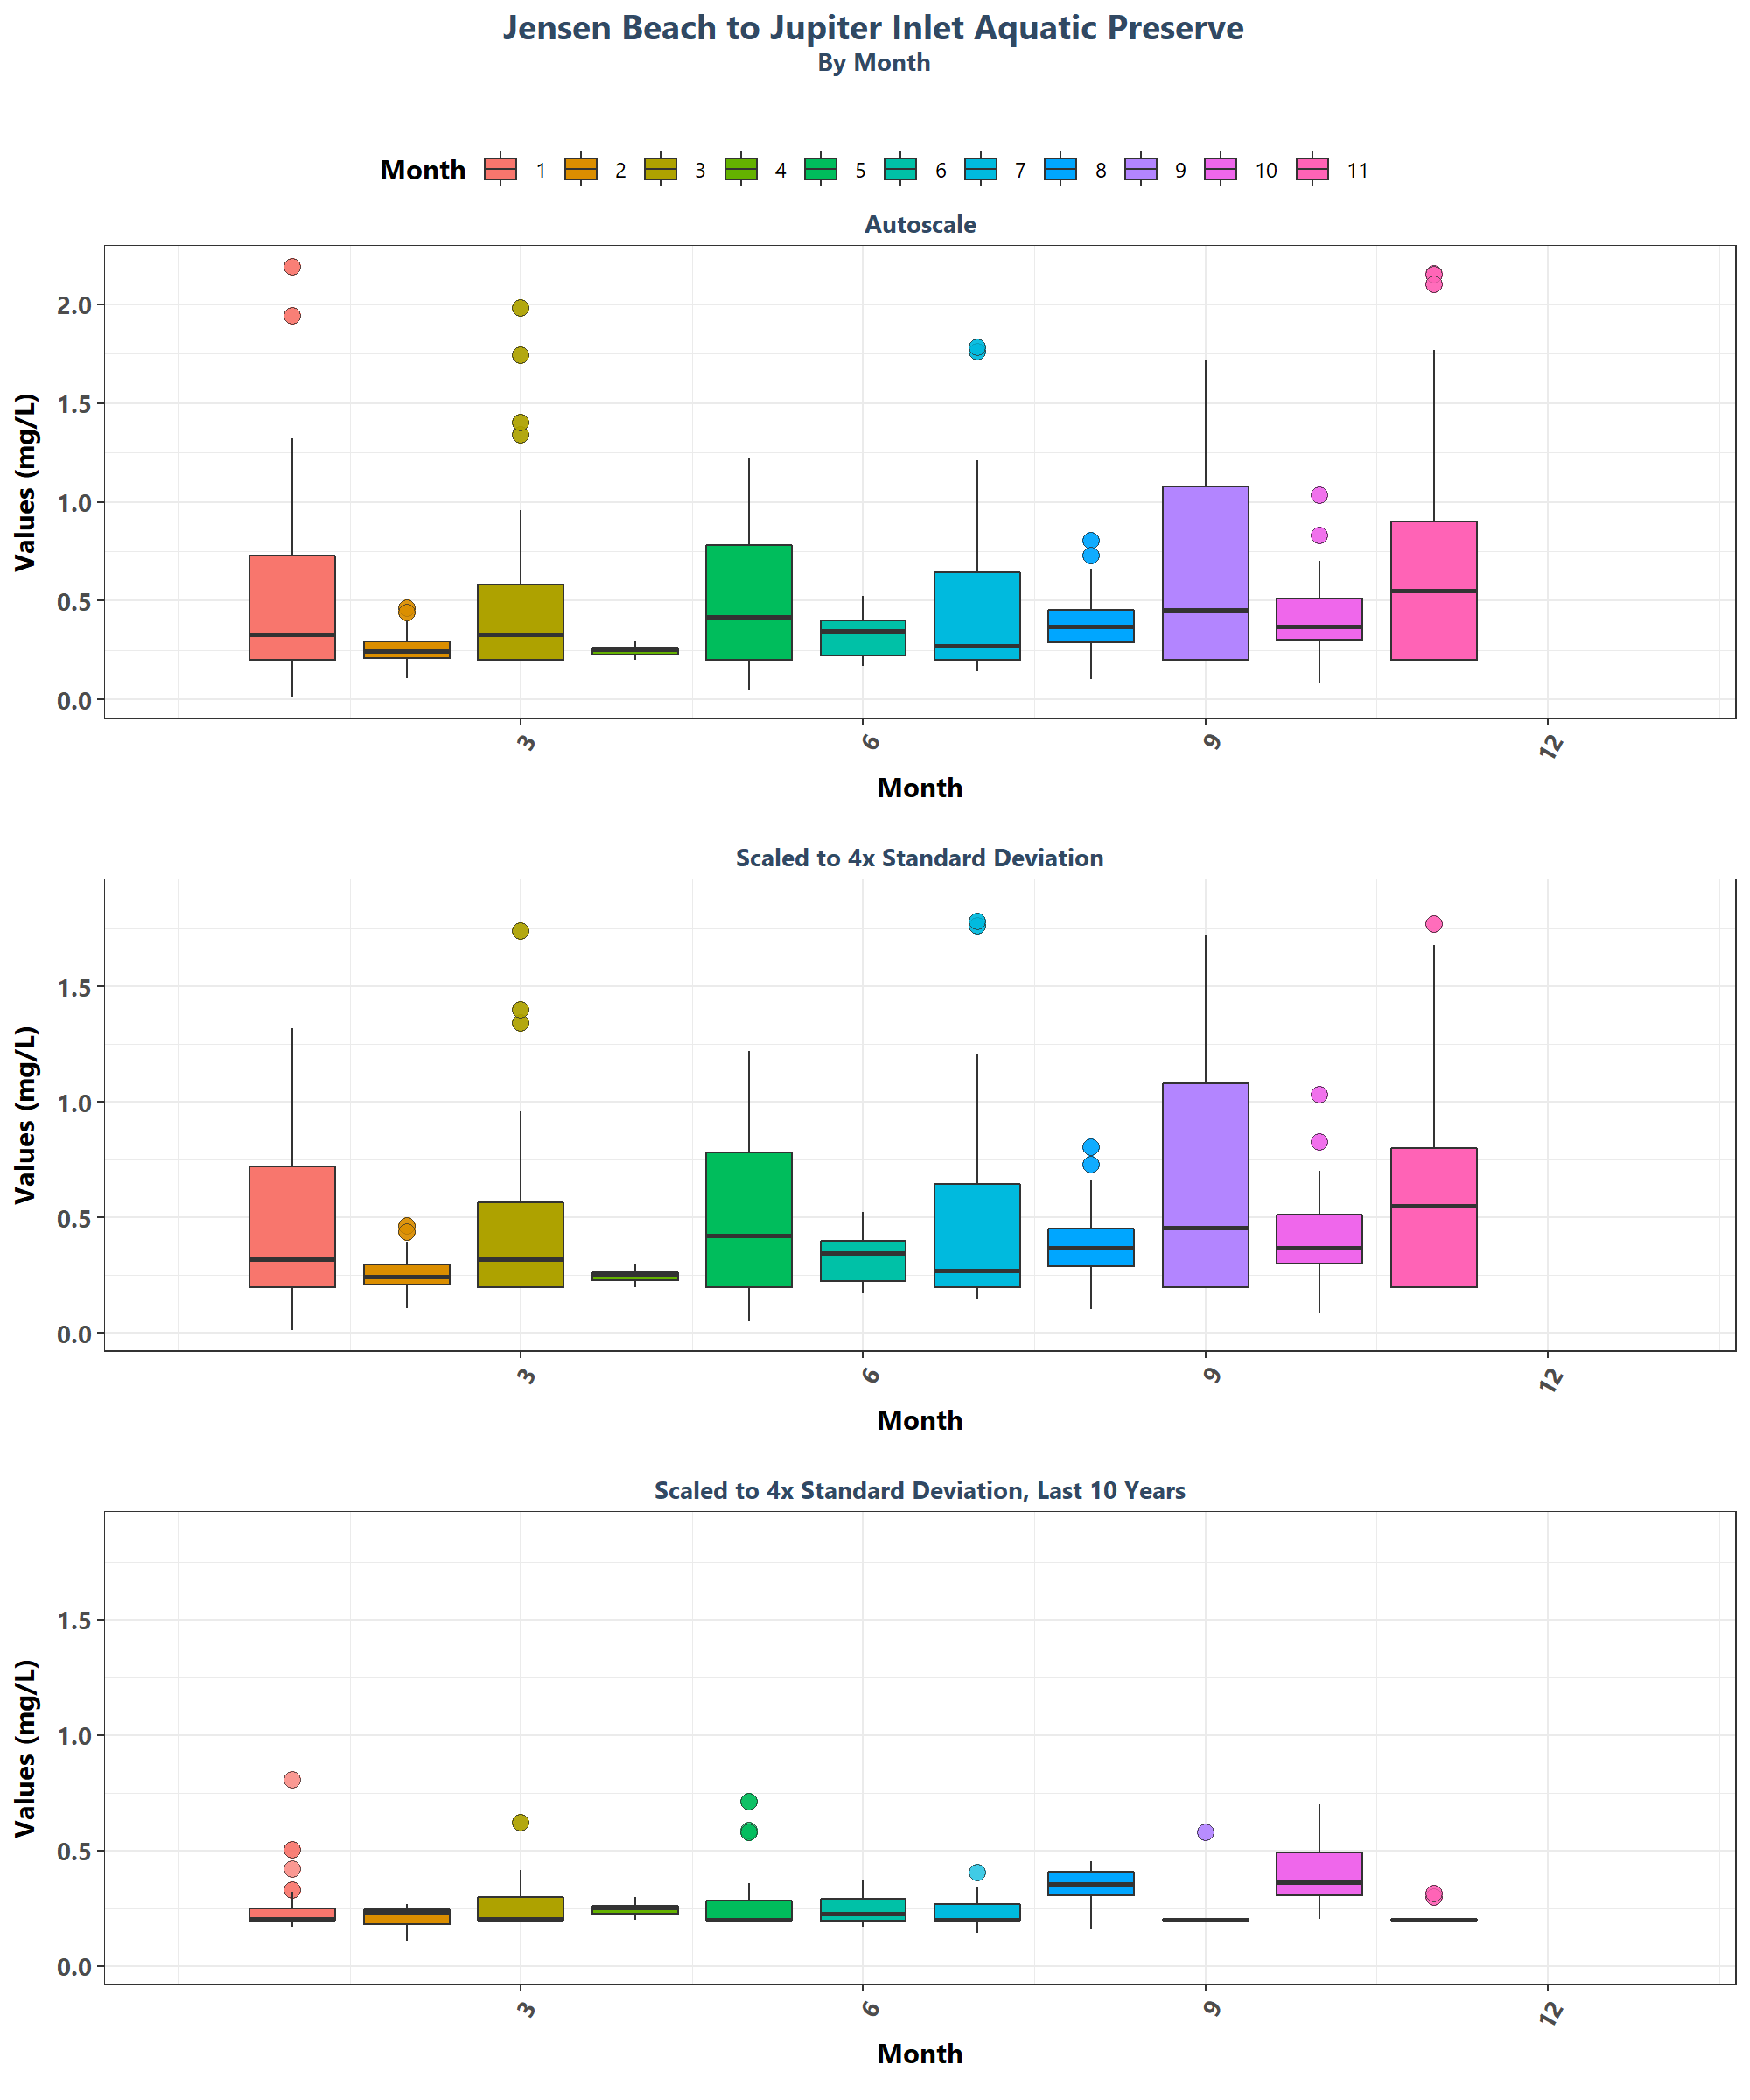 Jensen Beach to Jupiter Inlet Aquatic Preserve
By Month
Month 1 2 3 4 5 6 7 8 9 10 11
Autoscale
Values (mg/L)
2.0
1.5
1.0
0.5
0.0
3 6 9 12
Month
Scaled to 4x Standard Deviation
Values (mg/L)
1.5
1.0
0.5
0.0
3 6 9 12
Month
Scaled to 4x Standard Deviation, Last 10 Years
Values (mg/L)
1.5
1.0
0.5
0.0
3 6 9 12
Month